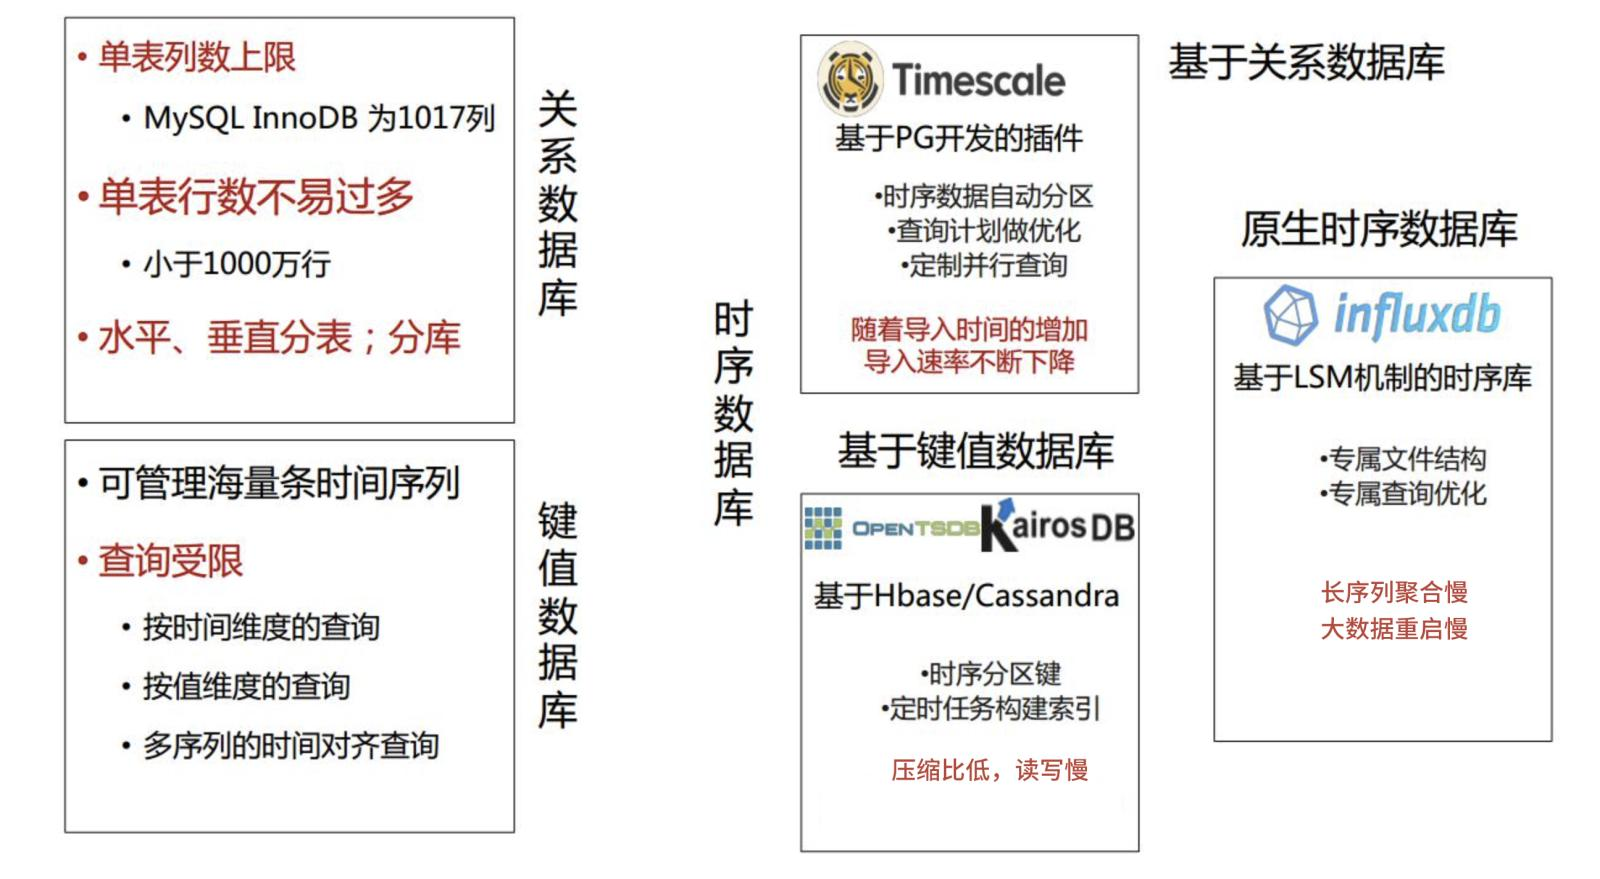 • 单表列数上限
• MySQL InnoDB 为1017列
• 单表行数不易过多
• 小于1000万行
• 水平、垂直分表；分库
关系数据库
• 可管理海量条时间序列
• 查询受限
• 按时间维度的查询
• 按值维度的查询
• 多序列的时间对齐查询
键值数据库
时序数据库
Timescale
基于PG开发的插件
•时序数据自动分区
•查询计划做优化
•定制并行查询
随着导入时间的增加
导入速率不断下降
基于关系数据库
基于键值数据库
OPENTSDB
KairosDB
基于Hbase/Cassandra
•时序分区键
•定时任务构建索引
压缩比低，读写慢
原生时序数据库
influxdb
基于LSM机制的时序库
•专属文件结构
•专属查询优化
长序列聚合慢
大数据重启慢